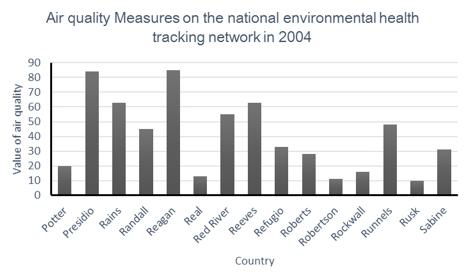 Air quality Measures on the national environmental health
tracking network in 2004
Value of air quality
90
80
70
60
50
40
30
20
10
0
Potter
Presidio
Rains
Randall
Reagan
Real
Red River
Reeves
Refugio
Roberts
Robertson
Rockwall
Runnels
Rusk
Sabine
Country